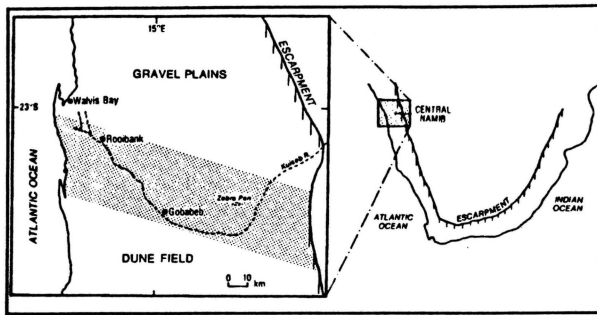 15°E
GRAVEL PLAINS
ESCARPMENT
23°S
Walvis Bay
Rooibank
Kuiseb R.
Zebra Pan
Gobabeb
ATLANTIC OCEAN
DUNE FIELD
0 10
km
CENTRAL
NAMIB
ESCARPMENT
ATLANTIC
OCEAN
INDIAN
OCEAN